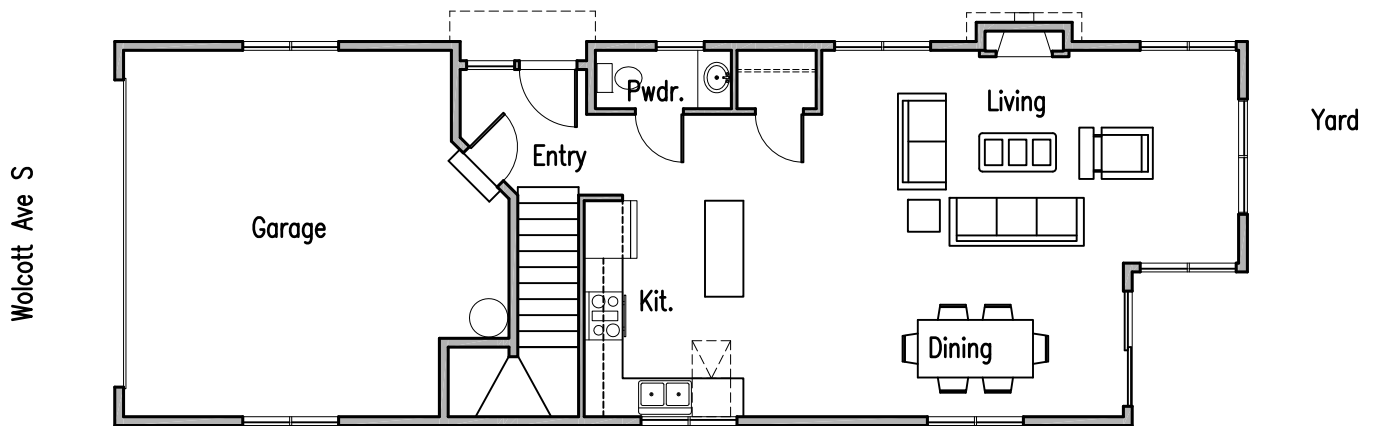 Wolcott Ave S
Garage
Entry
Pwdr.
Kit.
Living
Dining
Yard